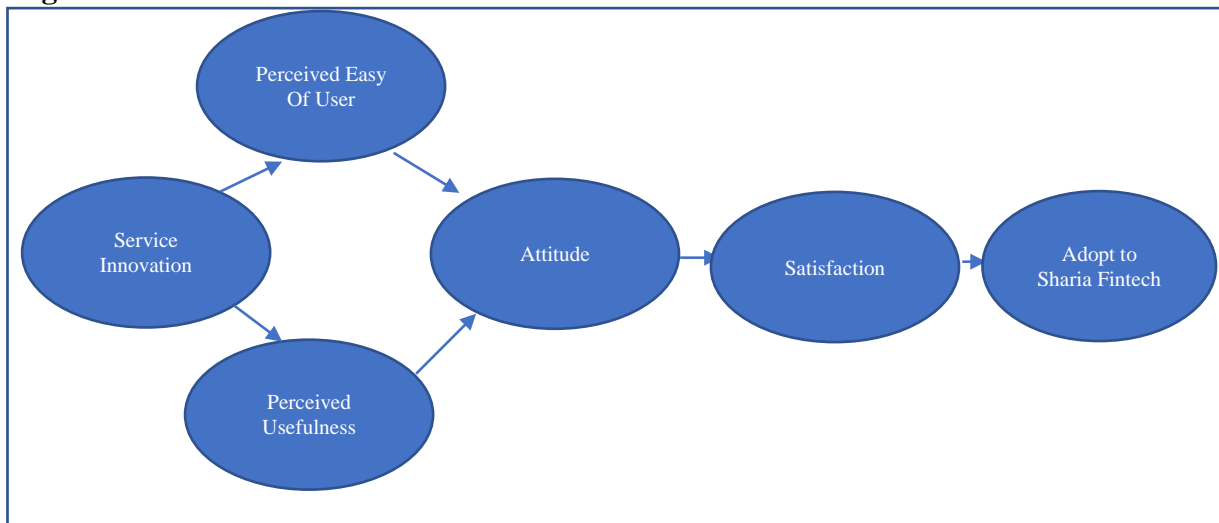 Perceived Easy
Of User
Service
Innovation
Attitude
Satisfaction
Adopt to
Sharia Fintech
Perceived
Usefulness